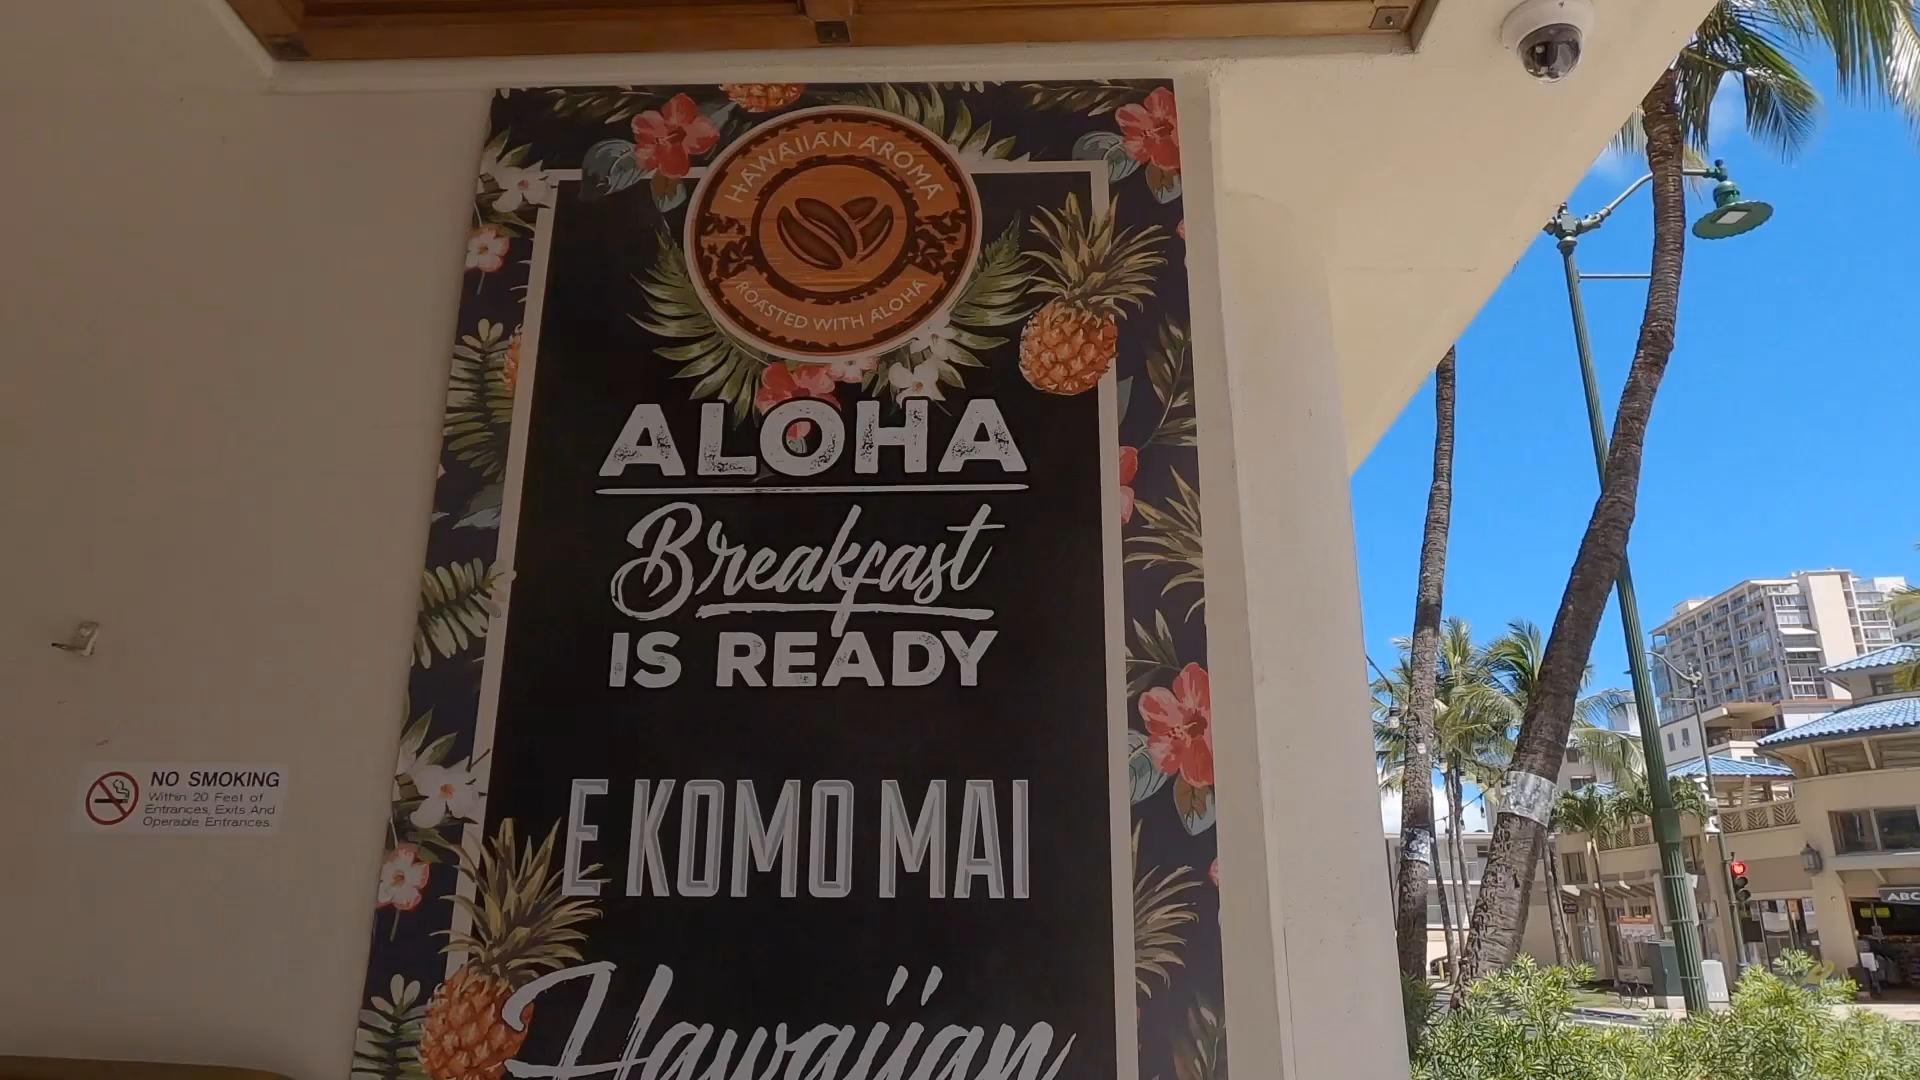 HAWAIIAN AROMA
ROASTED WITH ALOHA
ALOHA
Breakfast
IS READY
E KOMO MAI
Hawaiian
NO SMOKING
Within 20 Feet of
Entrances, Exits And
Operable Entrances.
ABC